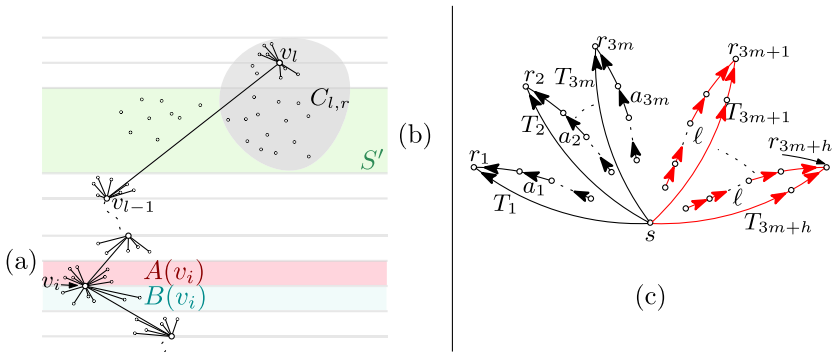 v_l
C_{l,r}
S'
(b)
v_{l−1}
(a)
A(v_i)
v_i
B(v_i)
r_{3m}
r_{3m+1}
r_2
T_{3m}
a_{3m}
T_{3m+1}
T_2
a_2
ℓ
r_1
r_{3m+h}
a_1
ℓ
T_1
T_{3m+h}
s
(c)